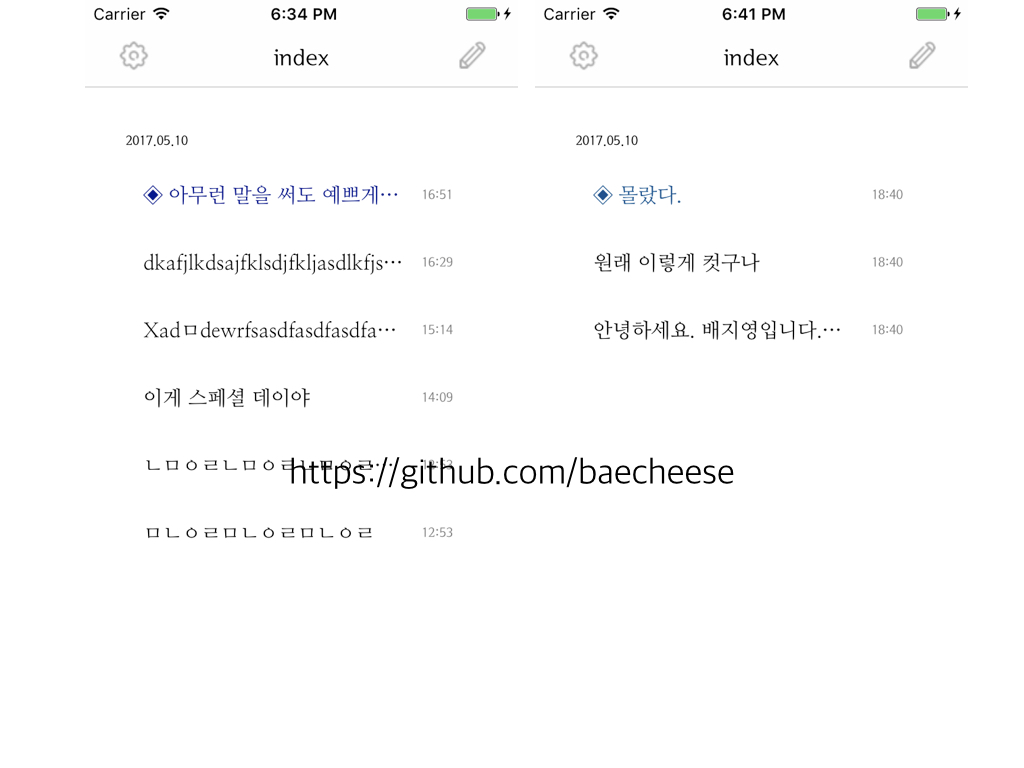 Carrier 6:34 PM
index
2017.05.10
◈ 아무런 말을 써도 예쁘게… 16:51
dkafjlkdsajfklsdjfkljasdlkfjs… 16:29
Xadㅁdewrfsasdfasdfasdfa… 15:14
이게 스페셜 데이야 14:09
ㄴㅁㅇㄹㄴㅁㅇㄹㄴㅁㅇㄹ…
ㅁㄴㅇㄹㅁㄴㅇㄹㅁㄴㅇㄹ 12:53
Carrier 6:41 PM
index
2017.05.10
◈ 몰랐다. 18:40
원래 이렇게 컷구나 18:40
안녕하세요. 배지영입니다.… 18:40
https://github.com/baecheese